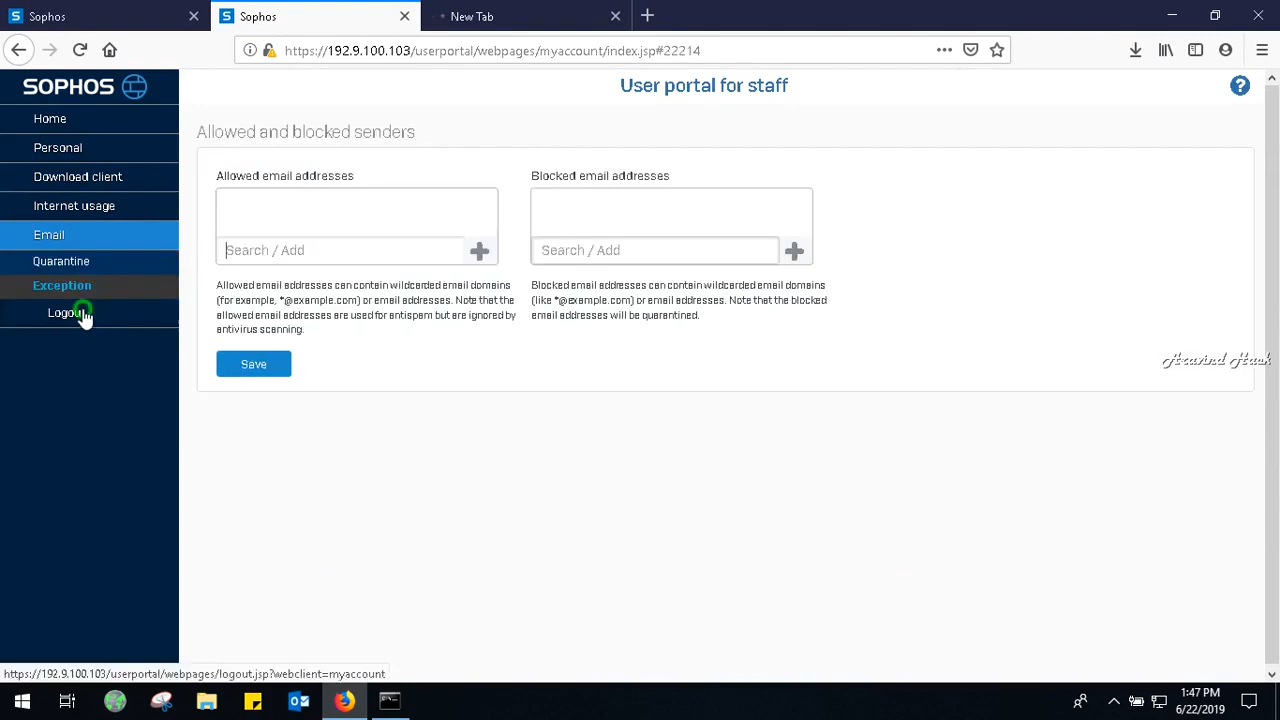 Sophos
Sophos
New Tab
https://192.9.100.103/userportal/webpages/myaccount/index.jsp#22214
SOPHOS
User portal for staff
?
Home
Personal
Download client
Internet usage
Email
Quarantine
Exception
Logout
Allowed and blocked senders
Allowed email addresses
Search / Add
Allowed email addresses can contain wildcarded email domains
(for example, *@example.com) or email addresses. Note that the
allowed email addresses are used for antispam but are ignored by
antivirus scanning.
Blocked email addresses
Search / Add
Blocked email addresses can contain wildcarded email domains
(like *@example.com) or email addresses. Note that the blocked
email addresses will be quarantined.
Save
Aravind Hack
https://192.9.100.103/userportal/webpages/logout.jsp?webclient=myaccount
1:47 PM
6/22/2019